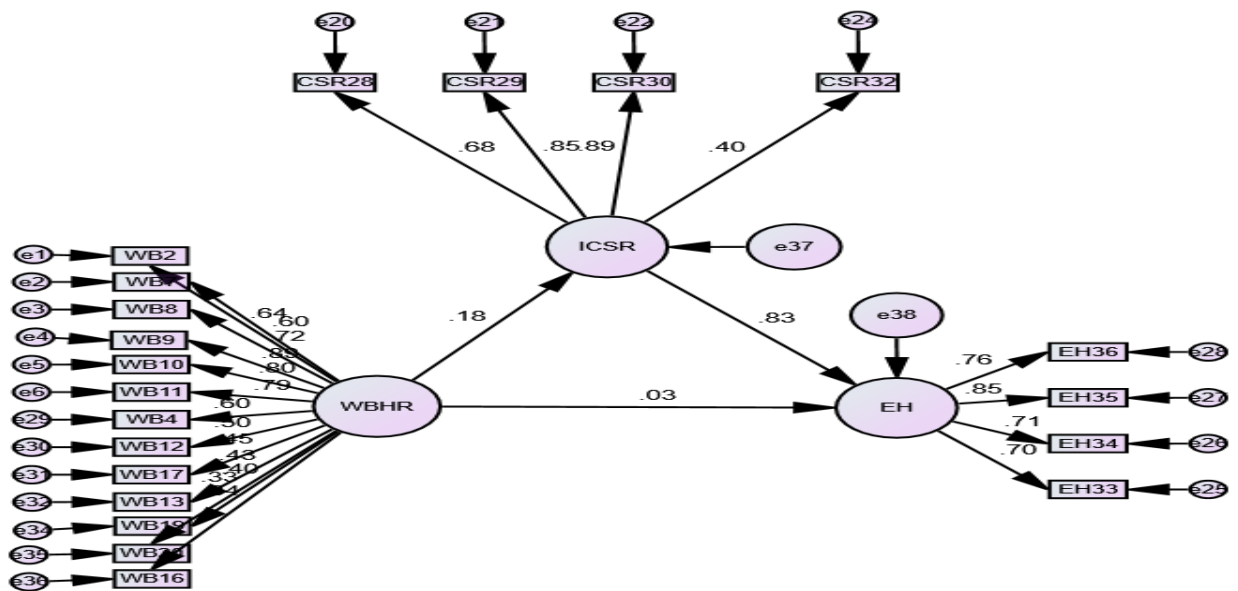 e20 e21 e22 e24
CSR28 CSR29 CSR30 CSR32
.68 .85 .89 .40
ICSR e37
e1 WB2
e2
e3 WB8
e4 WB9
e5 WB10
e6 WB11
e29 WB4
e30 WB12
e31 WB17
e32 WB13
e34
e35
e36 WB16
.64
.60
.72
.80
.79
.60
.50
.45
.43
.40
.33
WBHR
.18
.83
.03
e38
EH
.76 EH36 e28
.85 EH35 e27
.71 EH34 e26
.70 EH33 e25